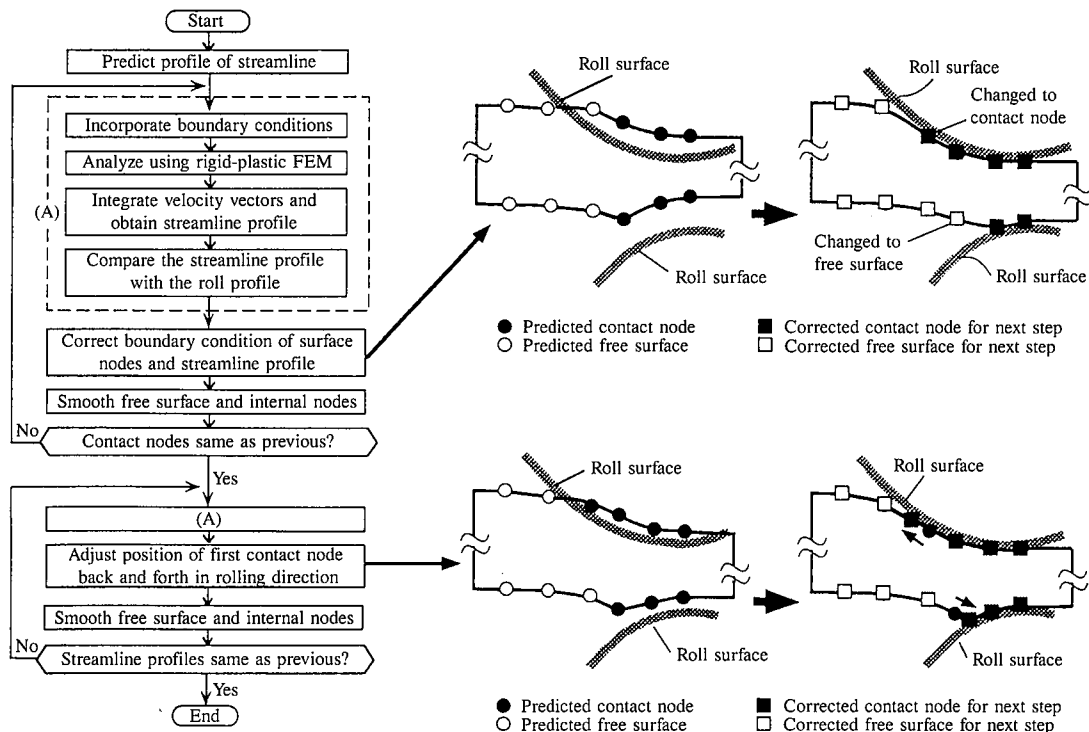 Start
Predict profile of streamline
Incorporate boundary conditions
Analyze using rigid-plastic FEM
(A)
Integrate velocity vectors and
obtain streamline profile
Compare the streamline profile
with the roll profile
Correct boundary condition of surface
nodes and streamline profile
Smooth free surface and internal nodes
No
Contact nodes same as previous?
Yes
(A)
Adjust position of first contact node
back and forth in rolling direction
Smooth free surface and internal nodes
No
Streamline profiles same as previous?
Yes
End
Roll surface
Roll surface
Roll surface
Changed to
contact node
Changed to
free surface
Roll surface
Predicted contact node
Predicted free surface
Corrected contact node for next step
Corrected free surface for next step
Roll surface
Roll surface
Roll surface
Roll surface
Predicted contact node
Predicted free surface
Corrected contact node for next step
Corrected free surface for next step